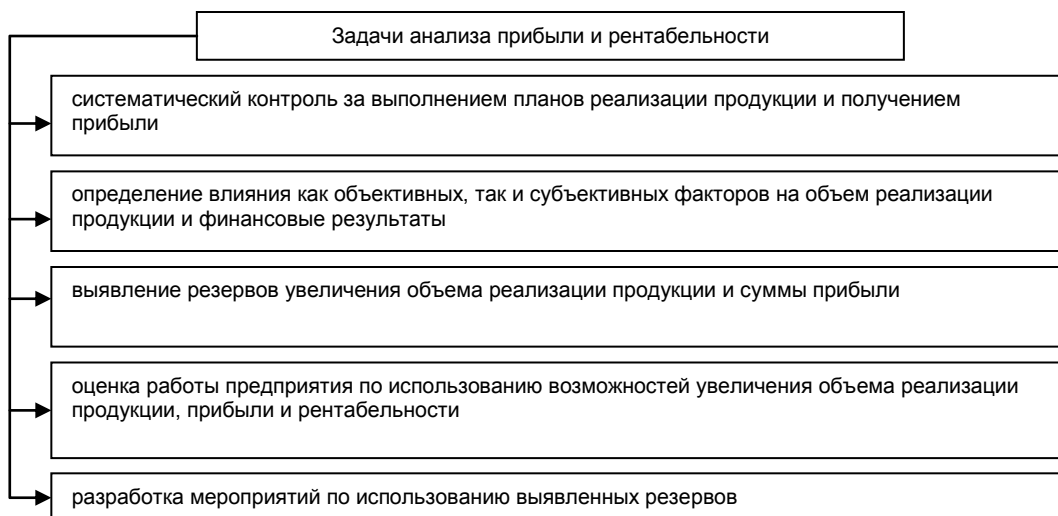 Задачи анализа прибыли и рентабельности
систематический контроль за выполнением планов реализации продукции и получением
прибыли
определение влияния как объективных, так и субъективных факторов на объем реализации
продукции и финансовые результаты
выявление резервов увеличения объема реализации продукции и суммы прибыли
оценка работы предприятия по использованию возможностей увеличения объема реализации
продукции, прибыли и рентабельности
разработка мероприятий по использованию выявленных резервов